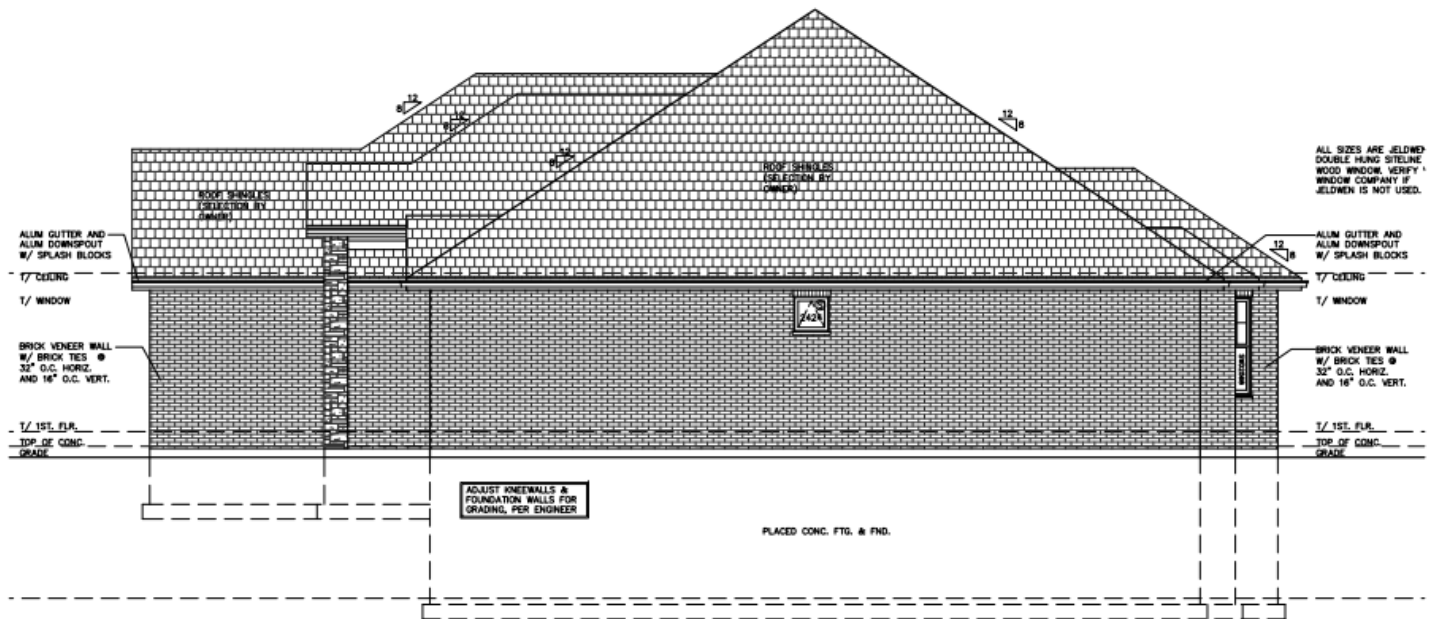 12
8
12
8
12
8
12
8
ALL SIZES ARE JELDWEN
DOUBLE HUNG SITELINE
WOOD WINDOW. VERIFY
WINDOW COMPANY IF
JELDWEN IS NOT USED.
ROOF SHINGLES
(SELECTION BY
OWNER)
ROOF SHINGLES
(SELECTION BY
OWNER)
ALUM GUTTER AND
ALUM DOWNSPOUT
W/ SPLASH BLOCKS
ALUM GUTTER AND
ALUM DOWNSPOUT
W/ SPLASH BLOCKS
12
8
T/ CEILING
T/ CEILING
T/ WINDOW
T/ WINDOW
2424
BRICK VENEER WALL
W/ BRICK TIES @
32" O.C. HORIZ.
AND 16" O.C. VERT.
BRICK VENEER WALL
W/ BRICK TIES @
32" O.C. HORIZ.
AND 16" O.C. VERT.
T/ 1ST. FLR.
T/ 1ST. FLR.
TOP OF CONC.
TOP OF CONC.
GRADE
GRADE
ADJUST KNEEWALLS &
FOUNDATION WALLS FOR
GRADING, PER ENGINEER
PLACED CONC. FTG. & FND.